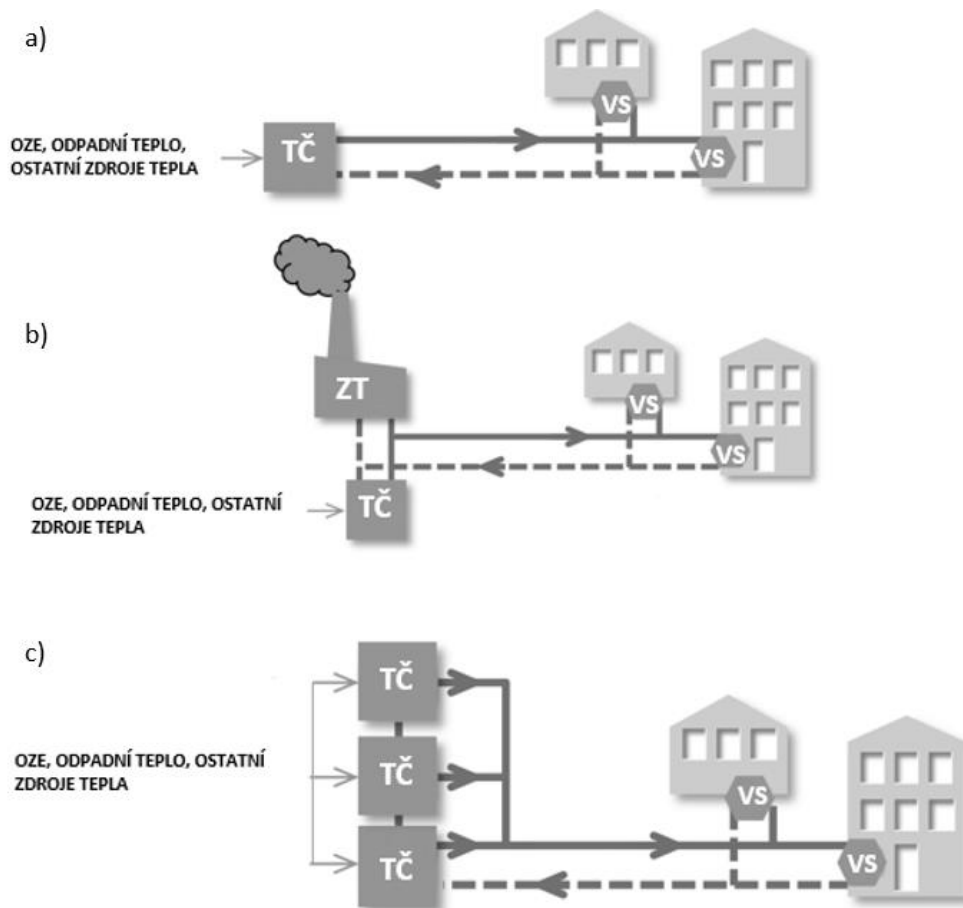 a)
OZE, ODPADNÍ TEPLO,
OSTATNÍ ZDROJE TEPLA
TČ
VS
VS
b)
ZT
VS
VS
OZE, ODPADNÍ TEPLO, OSTATNÍ
ZDROJE TEPLA
TČ
c)
TČ
OZE, ODPADNÍ TEPLO, OSTATNÍ
ZDROJE TEPLA
TČ
TČ
VS
VS